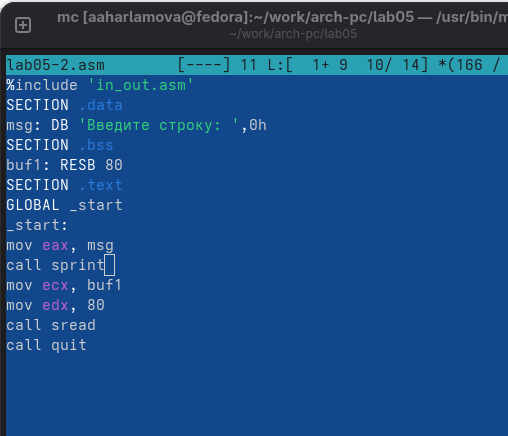 mc [aaharlamova@fedora]:~/work/arch-pc/lab05 — /usr/bin/m
~/work/arch-pc/lab05
lab05-2.asm [----] 11 L:[ 1+ 9 10/ 14] *(166 /
%include 'in_out.asm'
SECTION .data
msg: DB 'Введите строку: ',0h
SECTION .bss
buf1: RESB 80
SECTION .text
GLOBAL _start
_start:
mov eax, msg
call sprint
mov ecx, buf1
mov edx, 80
call sread
call quit